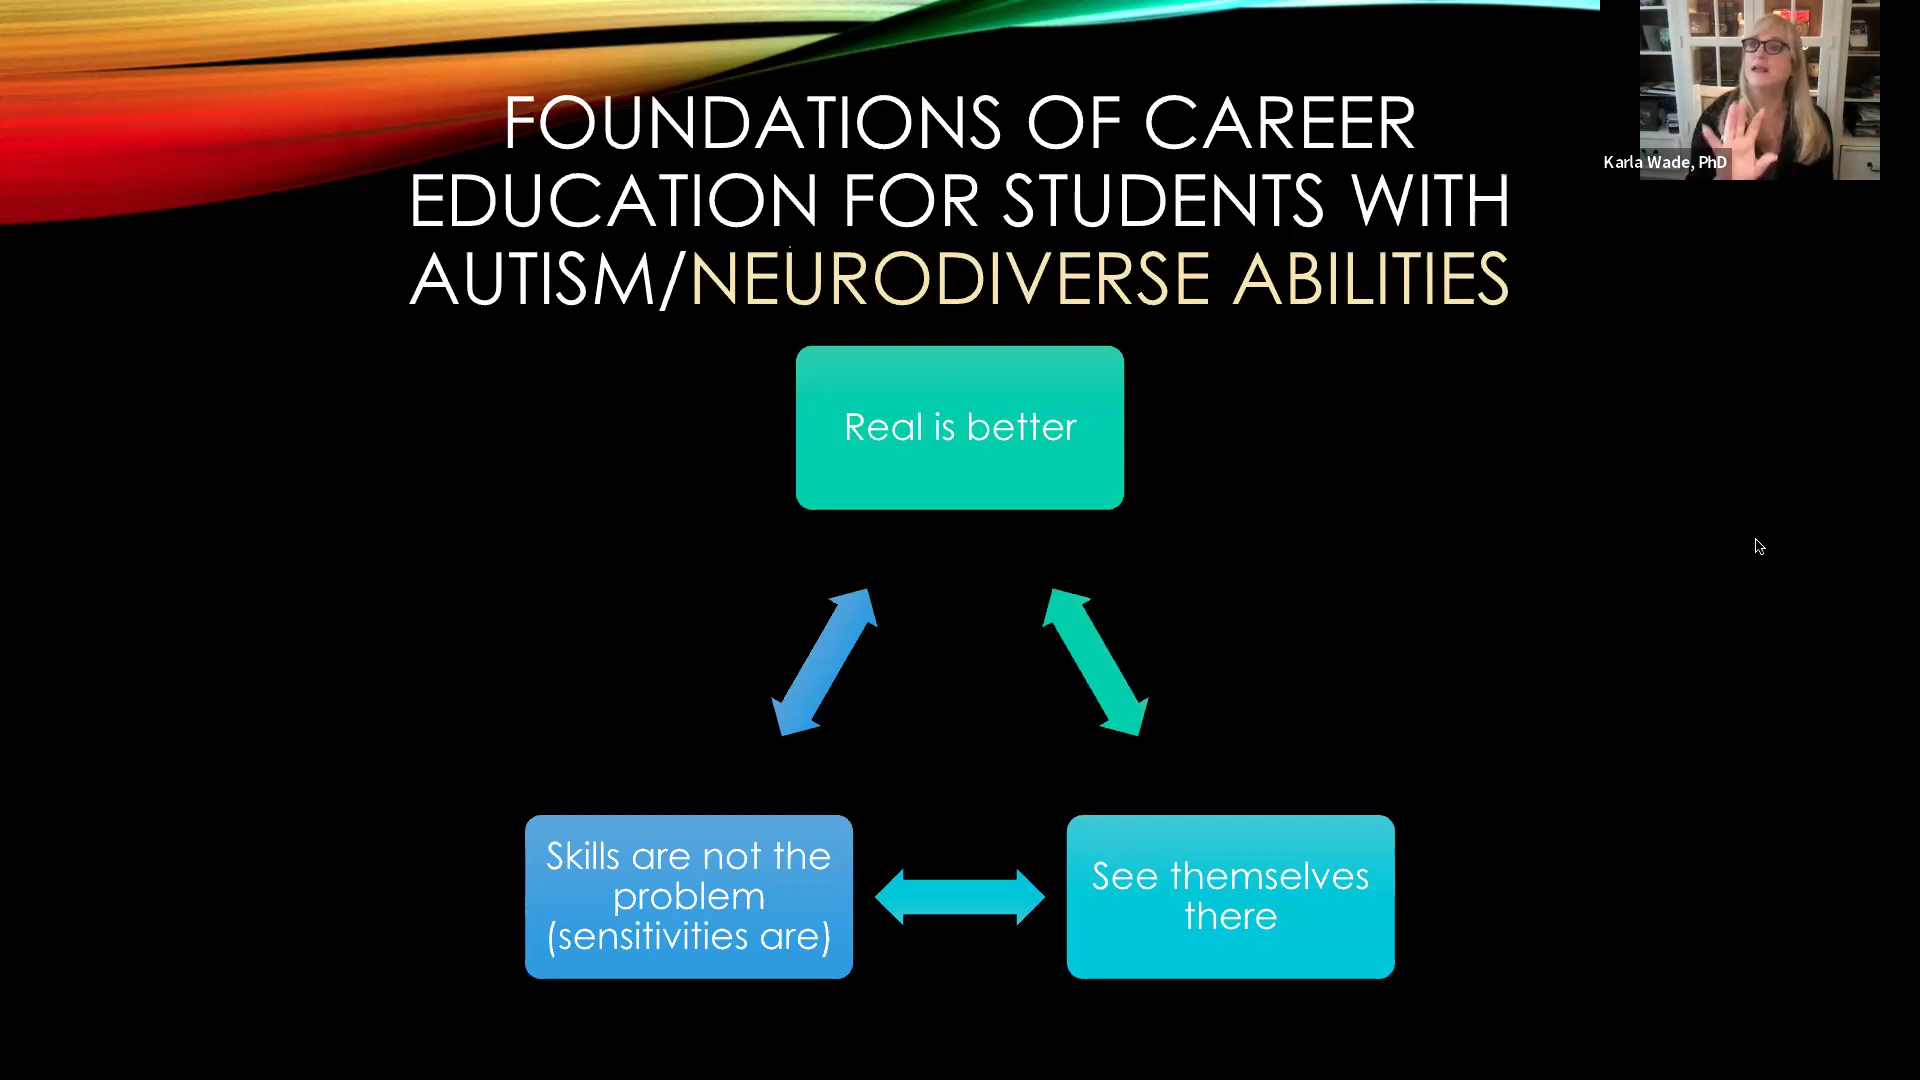 FOUNDATIONS OF CAREER
EDUCATION FOR STUDENTS WITH
AUTISM/NEURODIVERSE ABILITIES
Karla Wade, PhD
Real is better
Skills are not the
problem
(sensitivities are)
See themselves
there